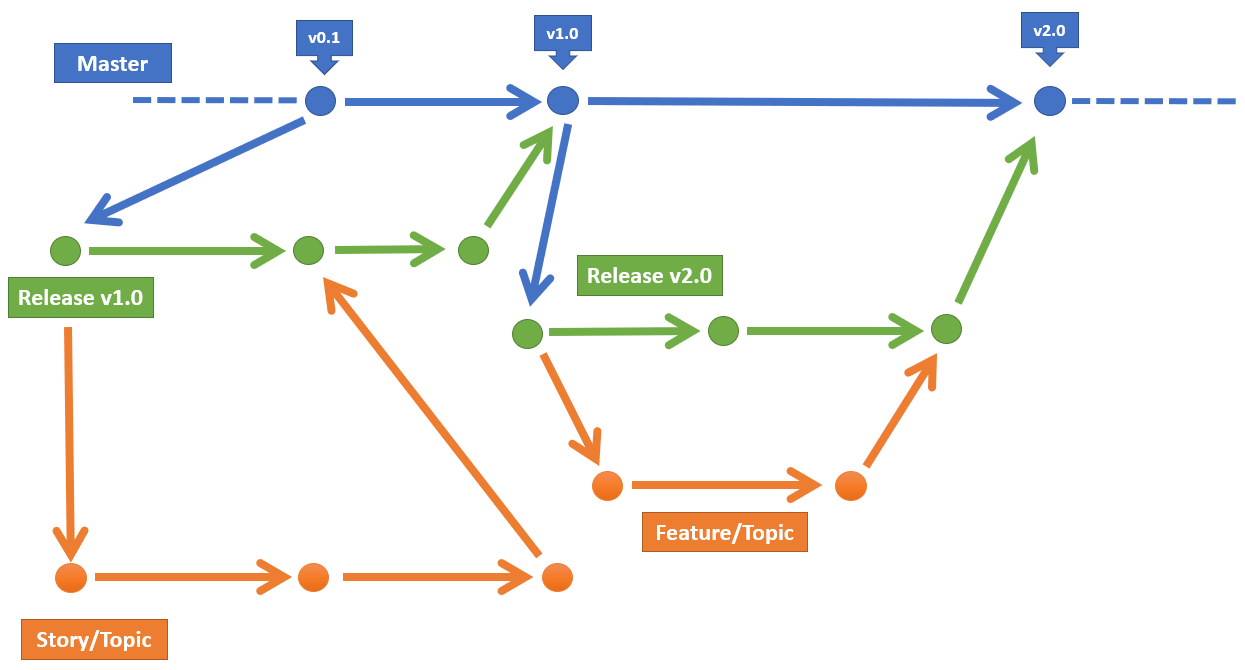 v0.1
v1.0
v2.0
Master
Release v2.0
Release v1.0
Feature/Topic
Story/Topic